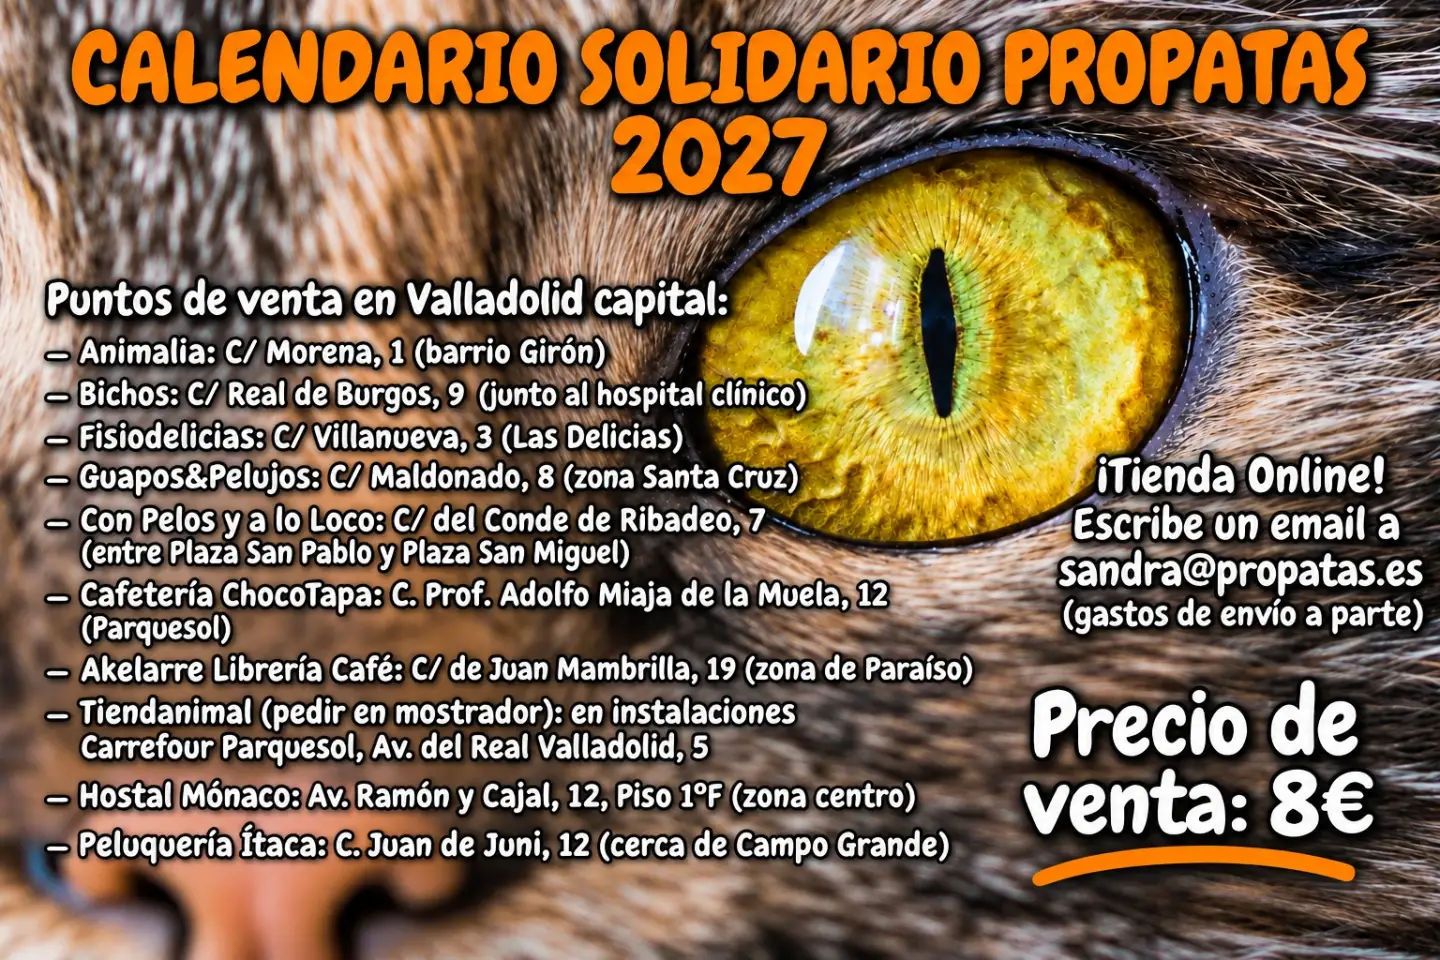 CALENDARIO SOLIDARIO PROPATAS
2027
Puntos de venta en Valladolid capital:
– Animalia: C/ Morena, 1 (barrio Girón)
– Bichos: C/ Real de Burgos, 9 (junto al hospital clínico)
– Fisiodelicias: C/ Villanueva, 3 (Las Delicias)
– Guapos&Pelujos: C/ Maldonado, 8 (zona Santa Cruz)
– Con Pelos y a lo Loco: C/ del Conde de Ribadeo, 7
(entre Plaza San Pablo y Plaza San Miguel)
– Cafetería ChocoTapa: C. Prof. Adolfo Miaja de la Muela, 12
(Parquesol)
– Akelarre Librería Café: C/ de Juan Mambrilla, 19 (zona de Paraíso)
– Tiendanimal (pedir en mostrador): en instalaciones
Carrefour Parquesol, Av. del Real Valladolid, 5
– Hostal Mónaco: Av. Ramón y Cajal, 12, Piso 1°F (zona centro)
– Peluquería Ítaca: C. Juan de Juni, 12 (cerca de Campo Grande)
¡Tienda Online!
Escribe un email a
sandra@propatas.es
(gastos de envío a parte)
Precio de
venta: 8€